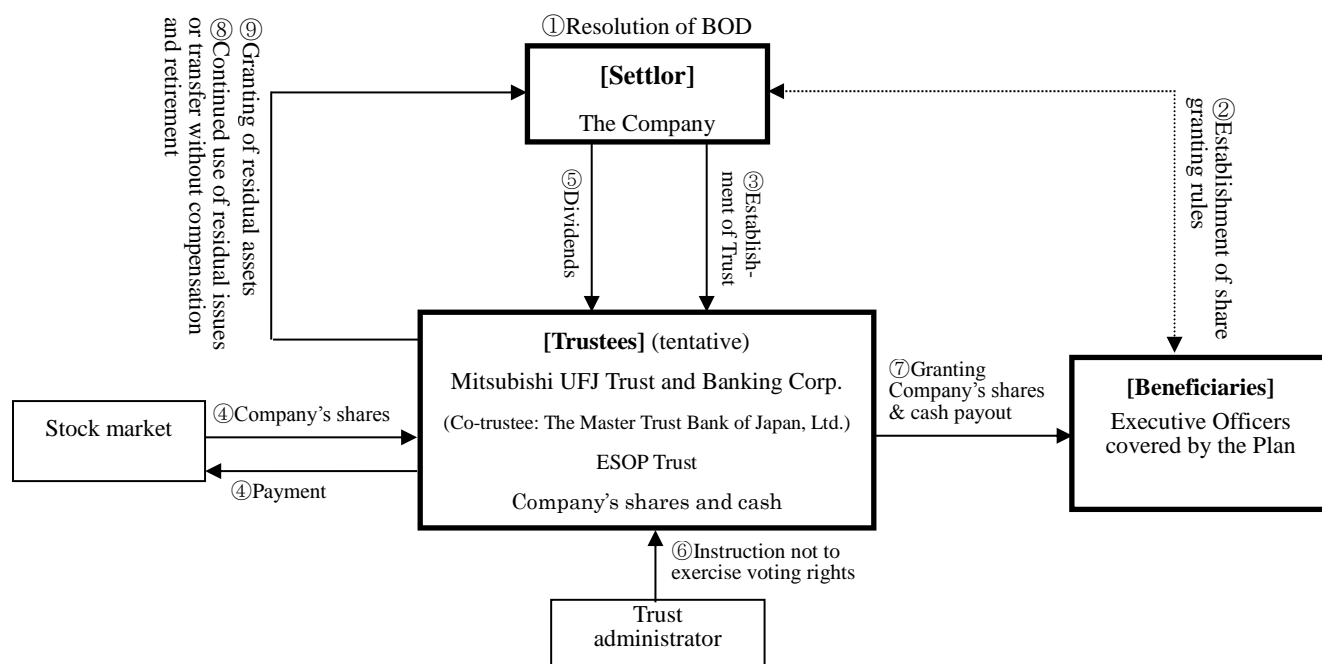 ①Resolution of BOD
[Settlor]
The Company
⑨Granting of residual assets
⑧Continued use of residual issues
or transfer without compensation
and retirement
②Establishment of share
granting rules
⑤Dividends
③Establish-
ment of Trust
[Trustees] (tentative)
Mitsubishi UFJ Trust and Banking Corp.
(Co-trustee: The Master Trust Bank of Japan, Ltd.)
ESOP Trust
Company's shares and cash
Stock market
④Company's shares
④Payment
⑦Granting
Company's shares
& cash payout
[Beneficiaries]
Executive Officers
covered by the Plan
⑥Instruction not to
exercise voting rights
Trust
administrator